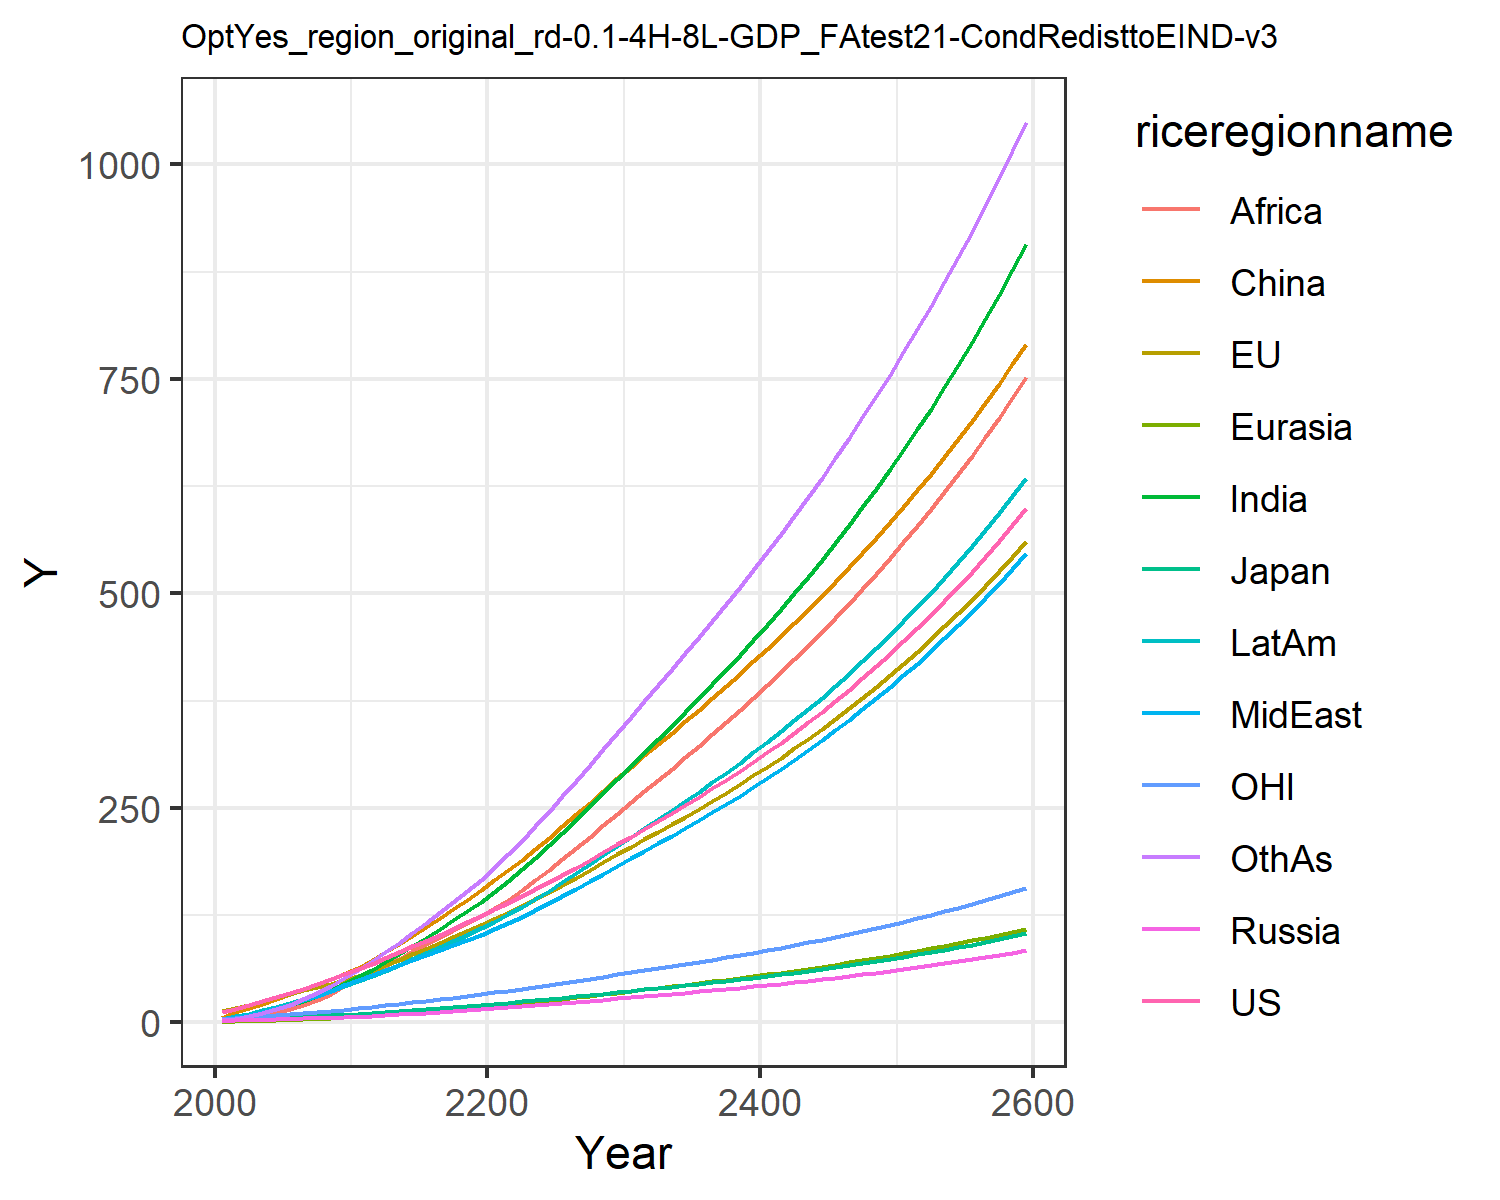 OptYes_region_original_rd-0.1-4H-8L-GDP_FAtest21-CondRedisttoEIND-v3
1000
750
500
250
0
Y
2000 2200 2400 2600
Year
riceregionname
Africa
China
EU
Eurasia
India
Japan
LatAm
MidEast
OHI
OthAs
Russia
US